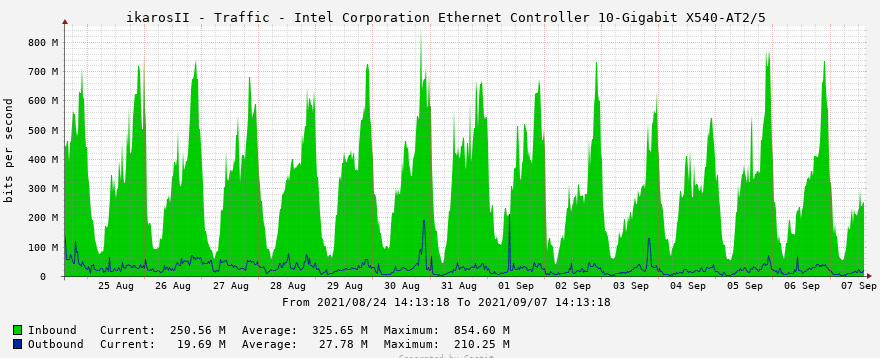 ikarosII - Traffic - Intel Corporation Ethernet Controller 10-Gigabit X540-AT2/5
bits per second
800 M
700 M
600 M
500 M
400 M
300 M
200 M
100 M
0
25 Aug 26 Aug 27 Aug 28 Aug 29 Aug 30 Aug 31 Aug 01 Sep 02 Sep 03 Sep 04 Sep 05 Sep 06 Sep 07 Sep
From 2021/08/24 14:13:18 To 2021/09/07 14:13:18
Inbound Current: 250.56 M Average: 325.65 M Maximum: 854.60 M
Outbound Current: 19.69 M Average: 27.78 M Maximum: 210.25 M